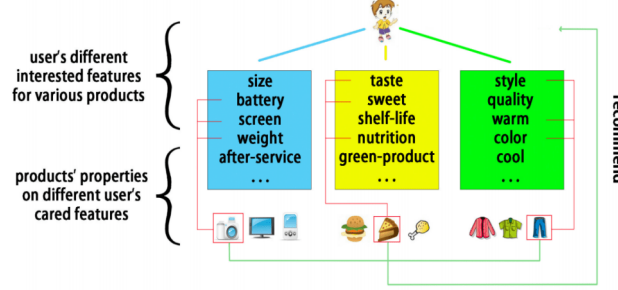 user's different
interested features
for various products
products' properties
on different user's
cared features
size
battery
screen
weight
after-service
...
taste
sweet
shelf-life
nutrition
green-product
...
style
quality
warm
color
cool
...
recommend